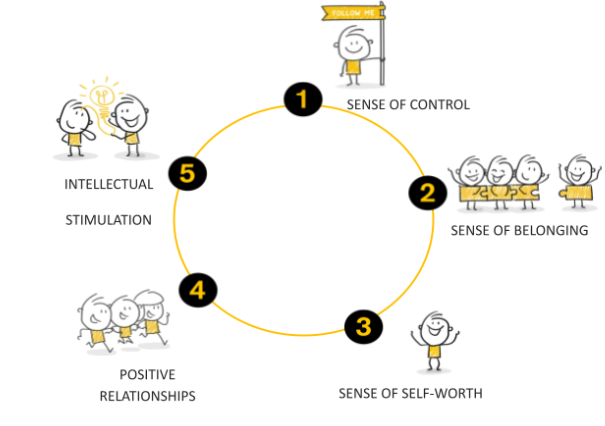 FOLLOW ME
1
SENSE OF CONTROL
2
SENSE OF BELONGING
3
SENSE OF SELF-WORTH
4
POSITIVE
RELATIONSHIPS
5
INTELLECTUAL
STIMULATION